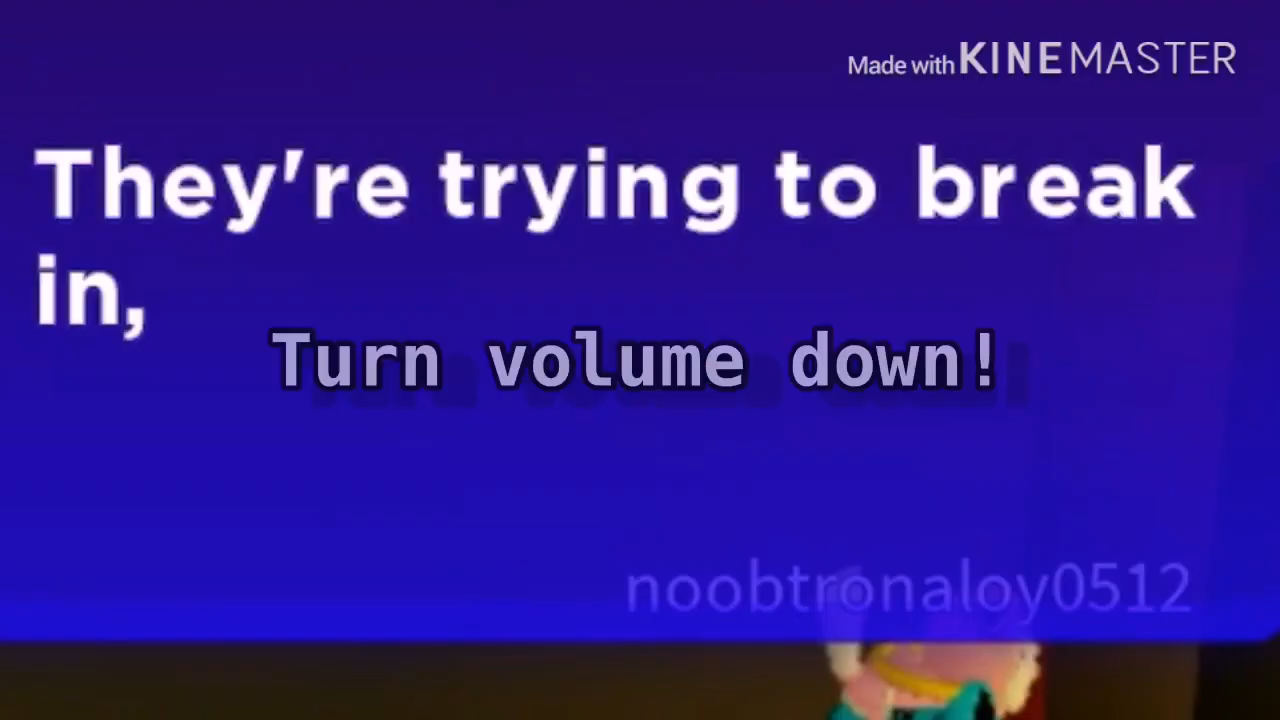 Made with KINEMASTER
They're trying to break
in,
Turn volume down!
noobtronaloy0512